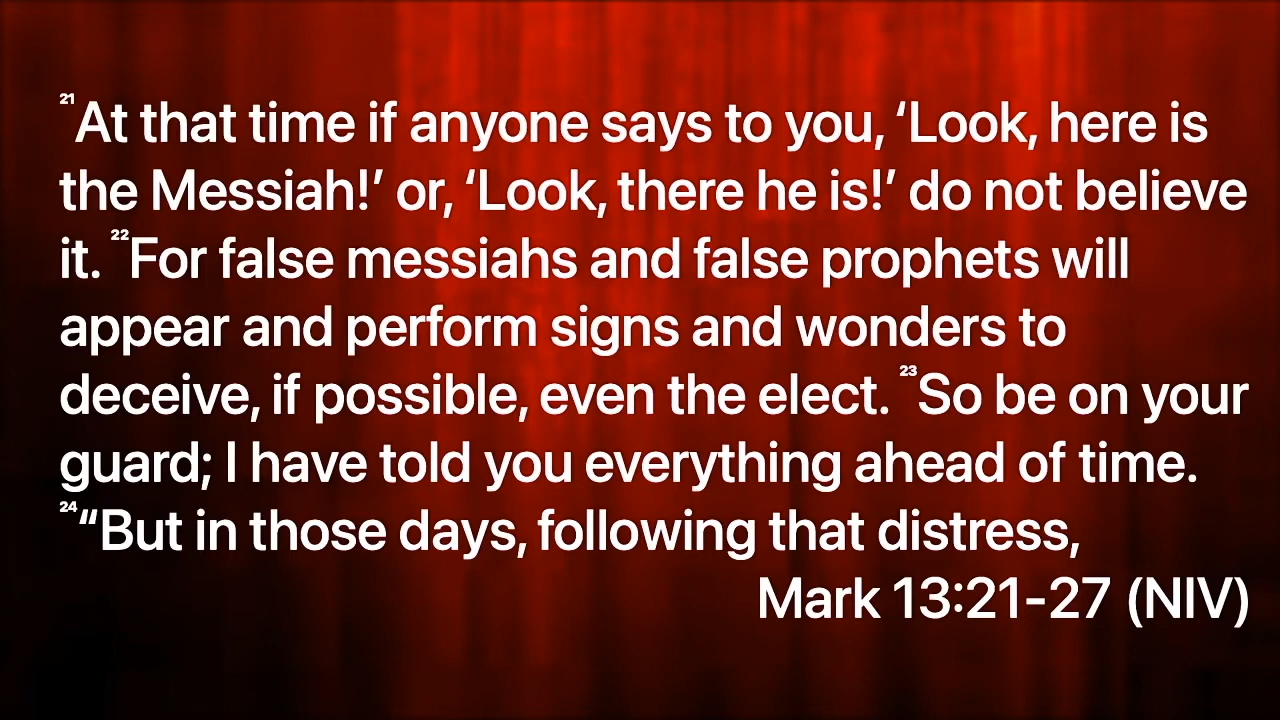 ²¹At that time if anyone says to you, ‘Look, here is
the Messiah!’ or, ‘Look, there he is!’ do not believe
it. ²²For false messiahs and false prophets will
appear and perform signs and wonders to
deceive, if possible, even the elect. ²³So be on your
guard; I have told you everything ahead of time.
²⁴“But in those days, following that distress,
Mark 13:21-27 (NIV)